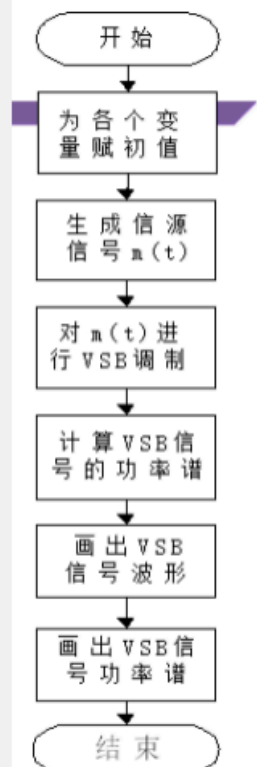 开始
为各个变
量赋初值
生成信源
信号m(t)
对m(t)进
行VSB调制
计算VSB信
号的功率谱
画出VSB
信号波形
画出VSB信
号功率谱
结束